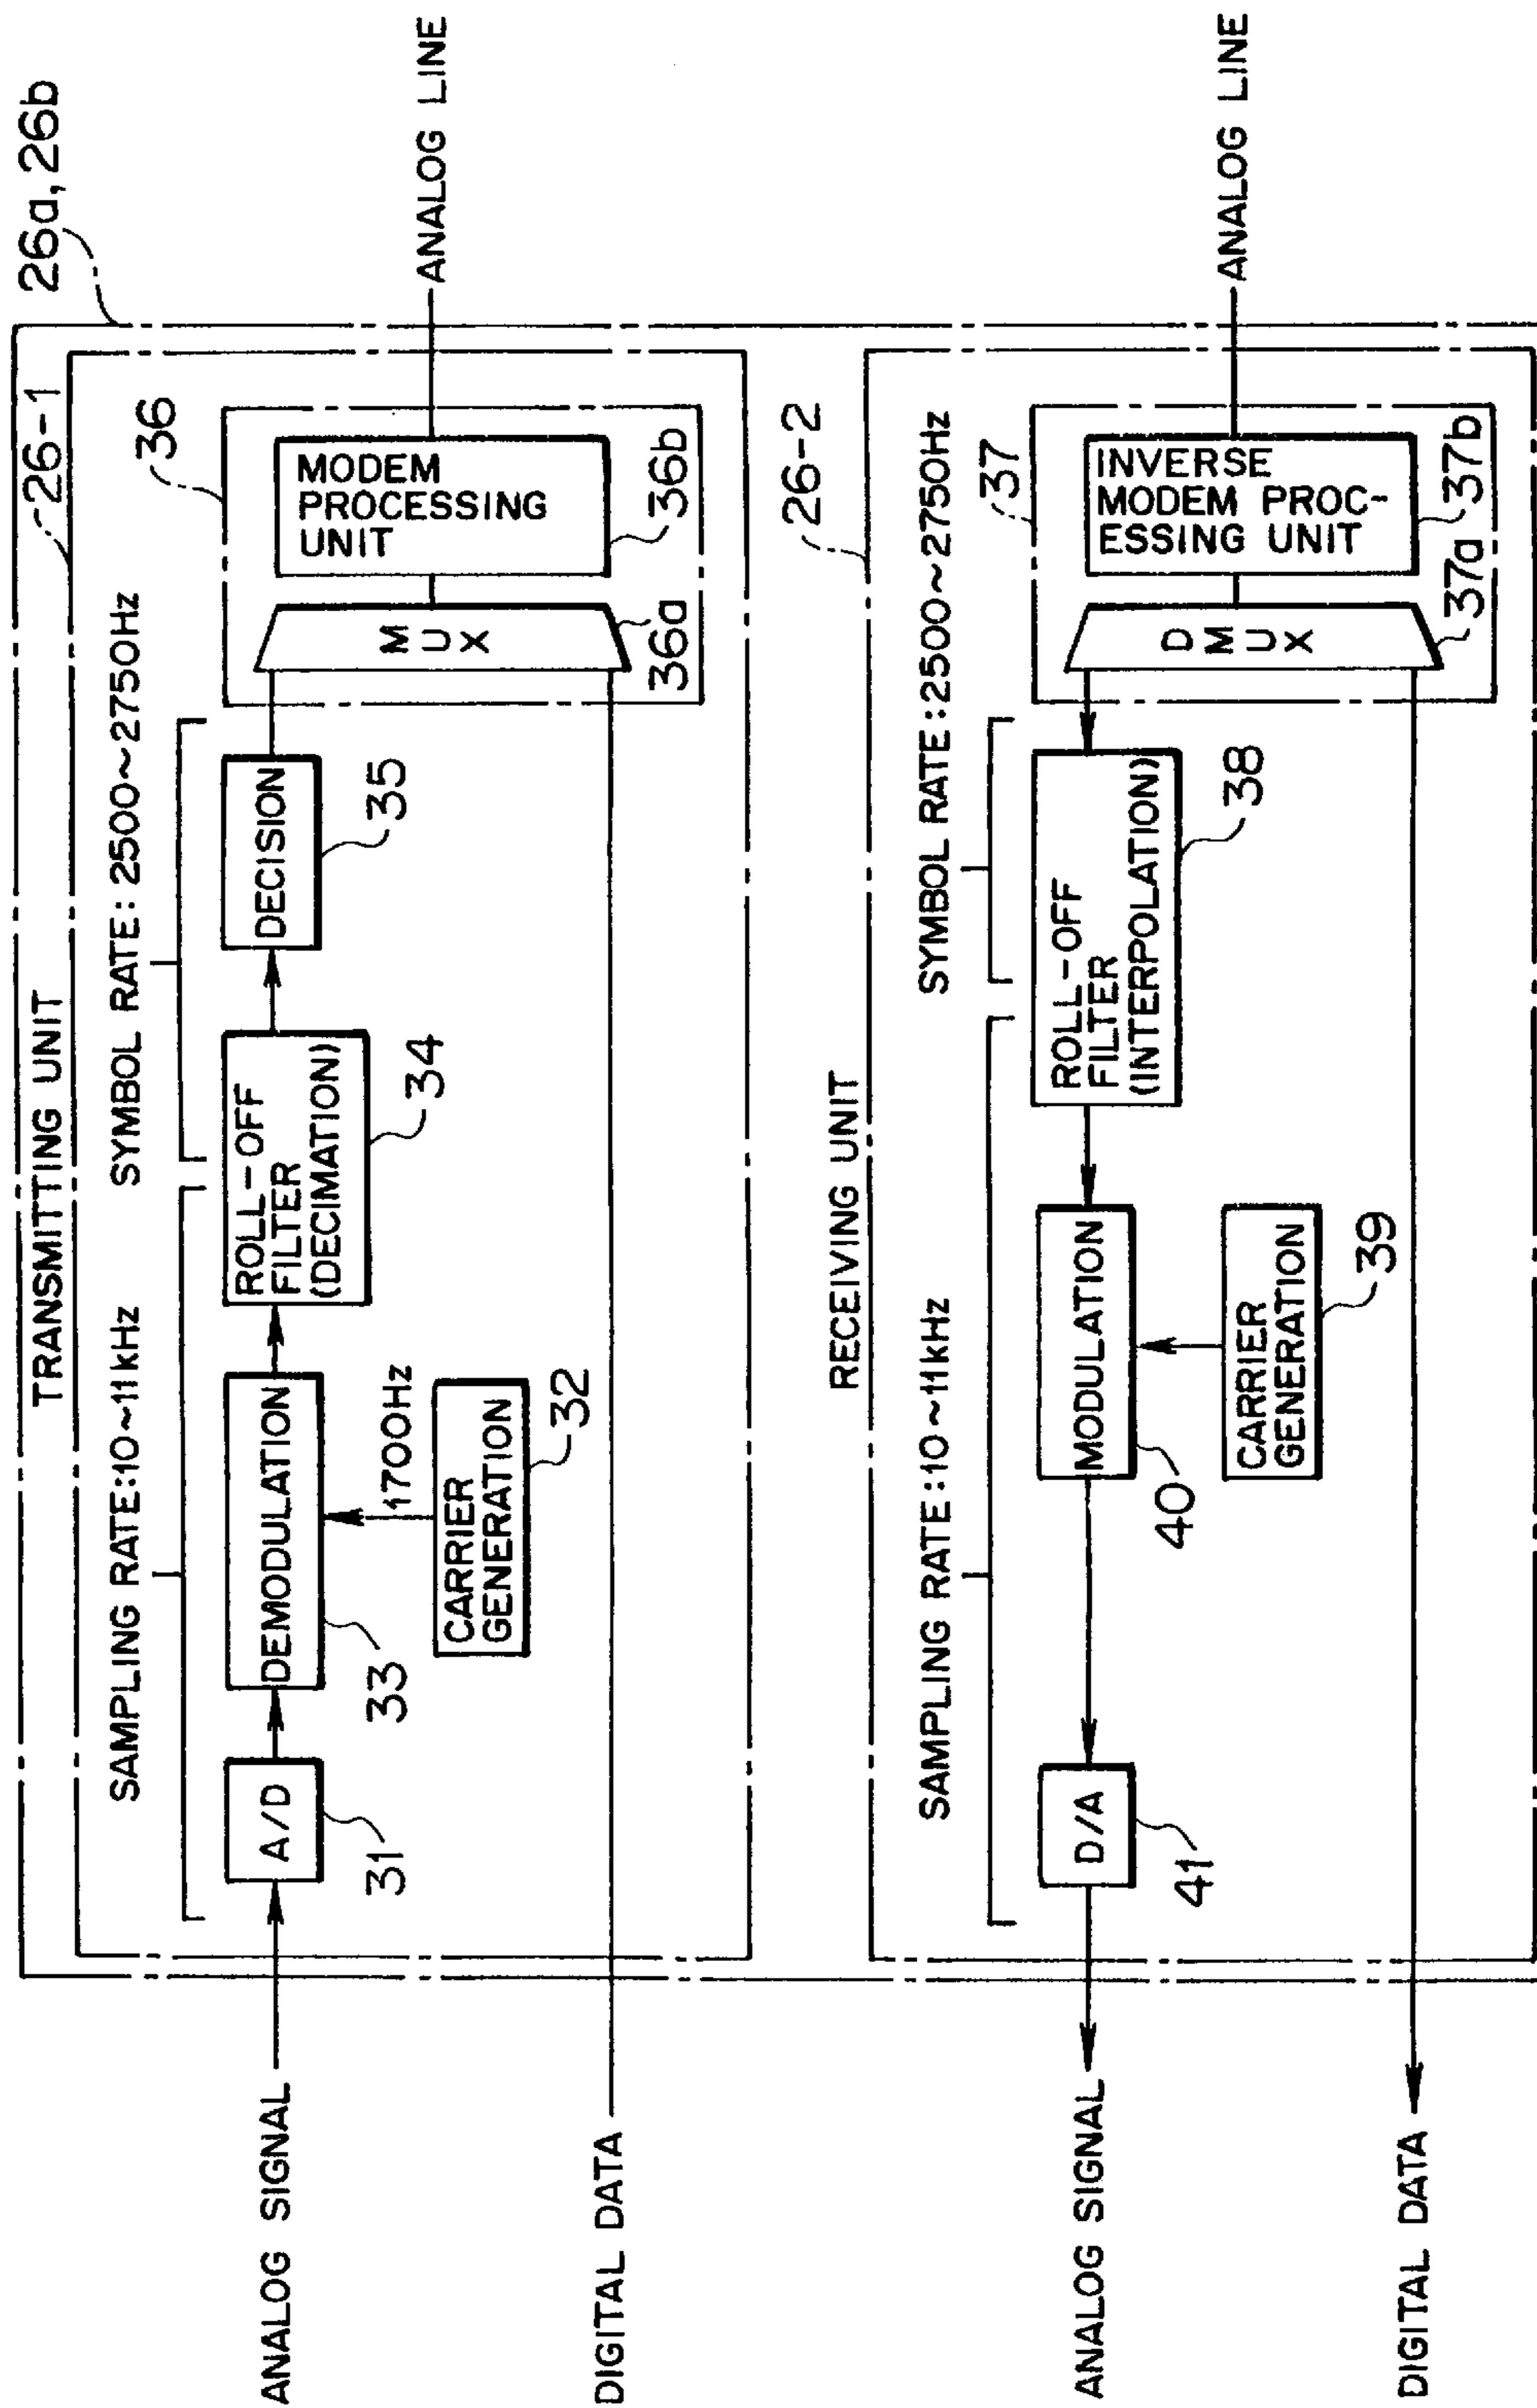 26a, 26b
TRANSMITTING UNIT
26-1
SAMPLING RATE:10~11kHz
SYMBOL RATE: 2500~2750Hz
36
ANALOG SIGNAL
A/D
31
DEMODULATION
33
1700Hz
CARRIER
GENERATION
32
ROLL-OFF
FILTER
(DECIMATION)
34
DECISION
35
MUX
36a
MODEM
PROCESSING
UNIT
36b
ANALOG LINE
DIGITAL DATA
RECEIVING UNIT
26-2
SAMPLING RATE:10~11kHz
SYMBOL RATE:2500~2750Hz
37
ANALOG SIGNAL
D/A
41
MODULATION
40
CARRIER
GENERATION
39
ROLL-OFF
FILTER
(INTERPOLATION)
38
DMUX
37a
INVERSE
MODEM PROC-
ESSING UNIT
37b
ANALOG LINE
DIGITAL DATA